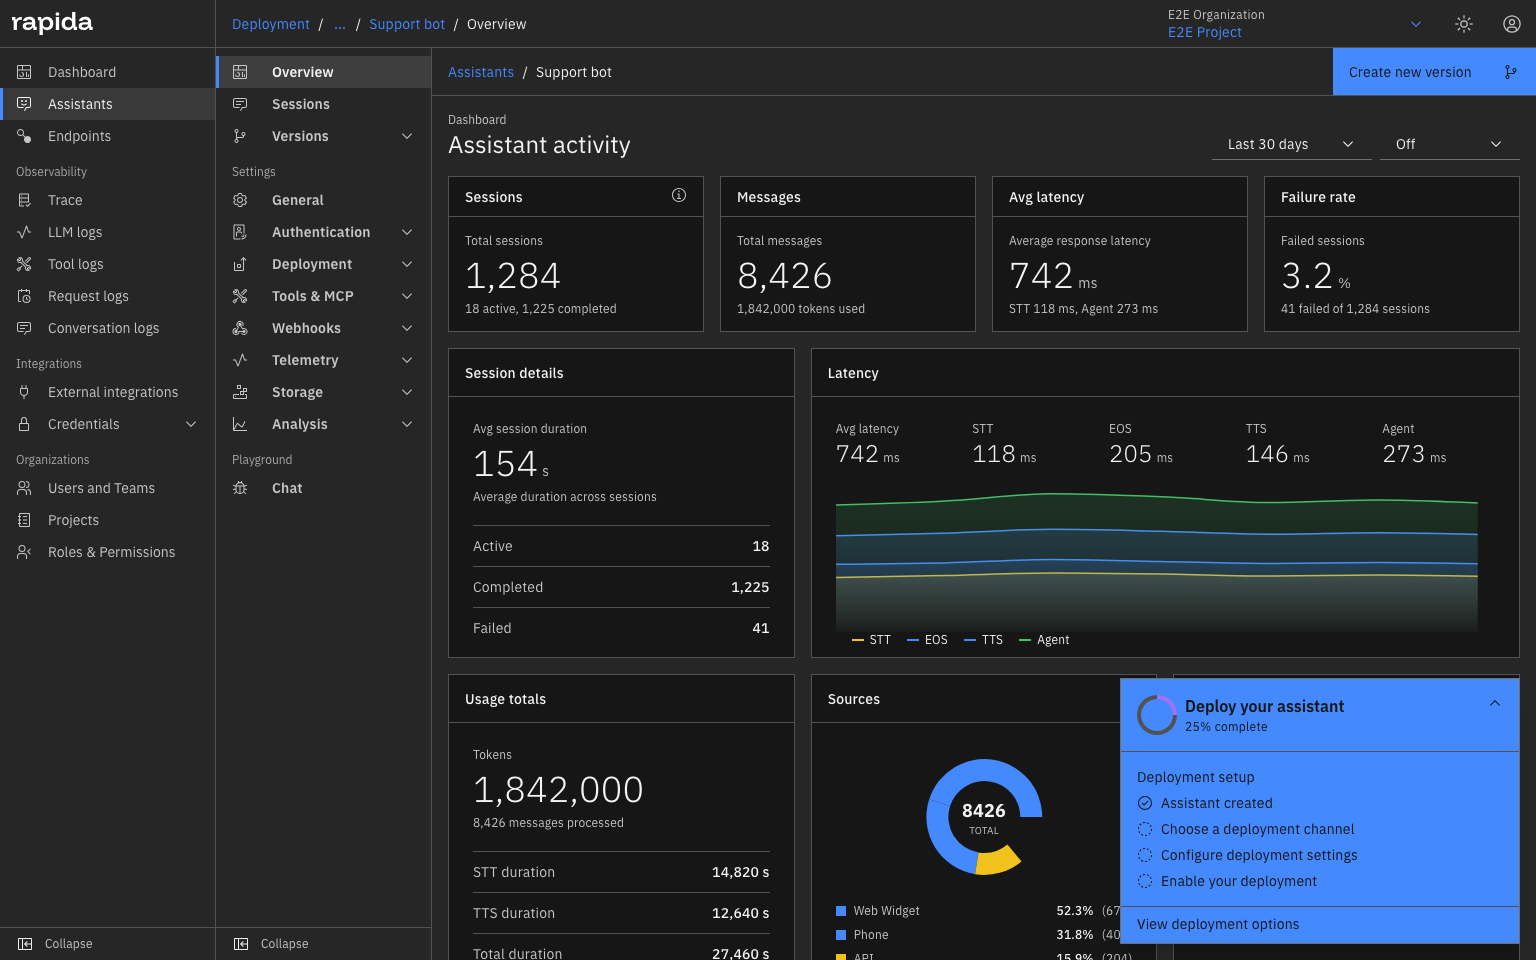 rapida
Deployment / ... / Support bot / Overview
E2E Organization
E2E Project
Dashboard
Assistants
Endpoints
Observability
Trace
LLM logs
Tool logs
Request logs
Conversation logs
Integrations
External integrations
Credentials
Organizations
Users and Teams
Projects
Roles & Permissions
Collapse
Overview
Sessions
Versions
Settings
General
Authentication
Deployment
Tools & MCP
Webhooks
Telemetry
Storage
Analysis
Playground
Chat
Collapse
Assistants / Support bot
Create new version
Dashboard
Assistant activity
Last 30 days
Off
Sessions
Total sessions
1,284
18 active, 1,225 completed
Messages
Total messages
8,426
1,842,000 tokens used
Avg latency
Average response latency
742 ms
STT 118 ms, Agent 273 ms
Failure rate
Failed sessions
3.2 %
41 failed of 1,284 sessions
Session details
Avg session duration
154 s
Average duration across sessions
Active 18
Completed 1,225
Failed 41
Latency
Avg latency STT EOS TTS Agent
742 ms 118 ms 205 ms 146 ms 273 ms
STT EOS TTS Agent
Usage totals
Tokens
1,842,000
8,426 messages processed
STT duration 14,820 s
TTS duration 12,640 s
Total duration 27,460 s
Sources
8426
TOTAL
Web Widget 52.3% (67
Phone 31.8% (40
API 15.9% (204)
Deploy your assistant
25% complete
Deployment setup
Assistant created
Choose a deployment channel
Configure deployment settings
Enable your deployment
View deployment options